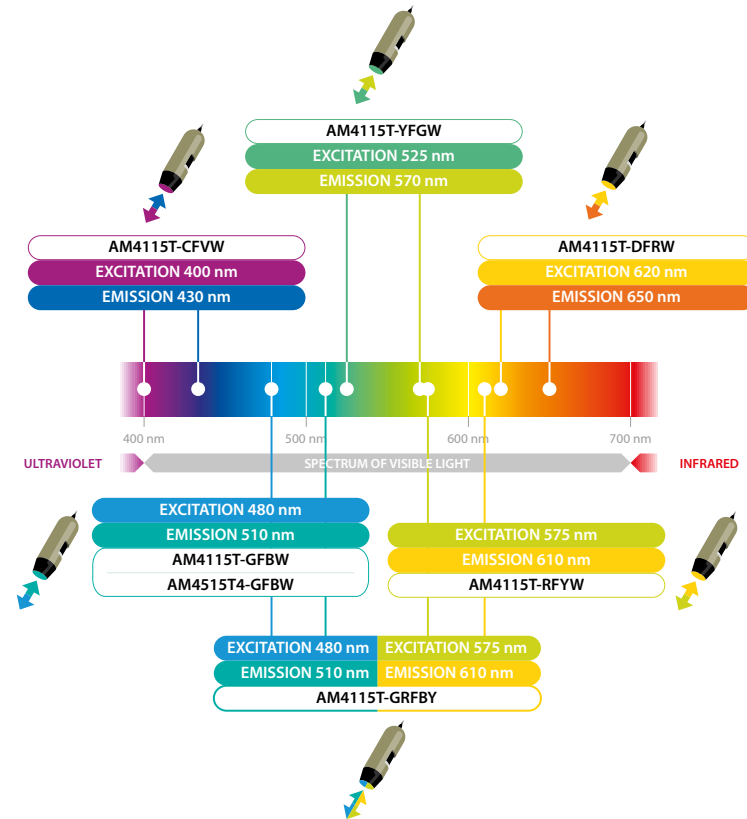 AM4115T-YFGW
EXCITATION 525 nm
EMISSION 570 nm
AM4115T-CFVW
EXCITATION 400 nm
EMISSION 430 nm
AM4115T-DFRW
EXCITATION 620 nm
EMISSION 650 nm
400 nm
500 nm
600 nm
700 nm
ULTRAVIOLET
SPECTRUM OF VISIBLE LIGHT
INFRARED
EXCITATION 480 nm
EMISSION 510 nm
AM4115T-GFBW
AM4515T4-GFBW
EXCITATION 575 nm
EMISSION 610 nm
AM4115T-RFYW
EXCITATION 480 nm EXCITATION 575 nm
EMISSION 510 nm EMISSION 610 nm
AM4115T-GRFBY